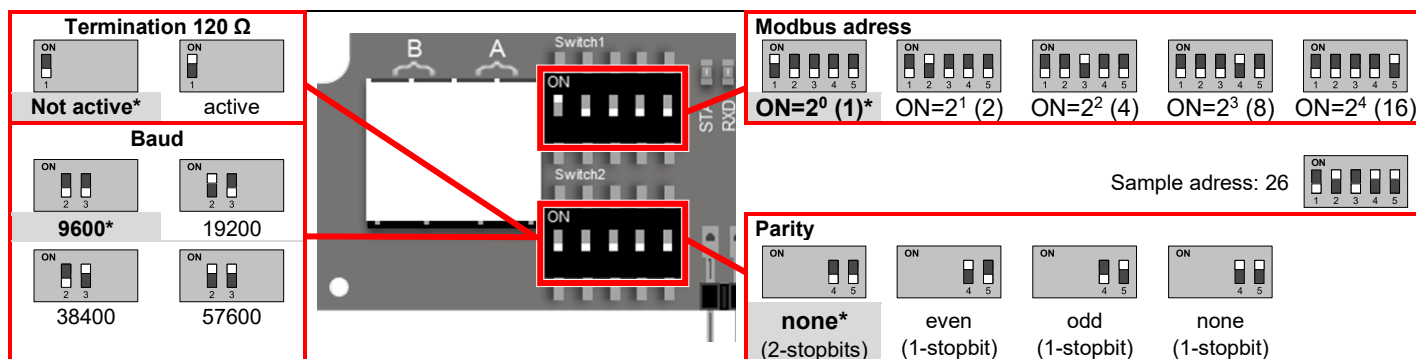 Termination 120 Ω
ON
1
ON
1
Not active*
active
Baud
ON
2 3
ON
2 3
9600*
19200
ON
2 3
ON
2 3
38400
57600
B
A
Switch1
ON
STA
RXD
Switch2
ON
Modbus adress
ON
1 2 3 4 5
ON
1 2 3 4 5
ON
1 2 3 4 5
ON
1 2 3 4 5
ON
1 2 3 4 5
ON=2⁰ (1)*
ON=2¹ (2)
ON=2² (4)
ON=2³ (8)
ON=2⁴ (16)
Sample adress: 26
ON
1 2 3 4 5
Parity
ON
4 5
ON
4 5
ON
4 5
ON
4 5
none*
even
odd
none
(2-stopbits)
(1-stopbit)
(1-stopbit)
(1-stopbit)